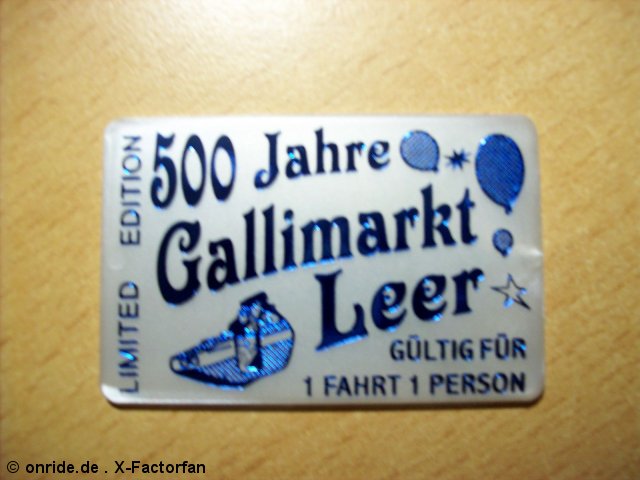 LIMITED EDITION
500 Jahre
Gallimarkt
Leer
GÜLTIG FÜR
1 FAHRT 1 PERSON
© onride.de . X-Factorfan